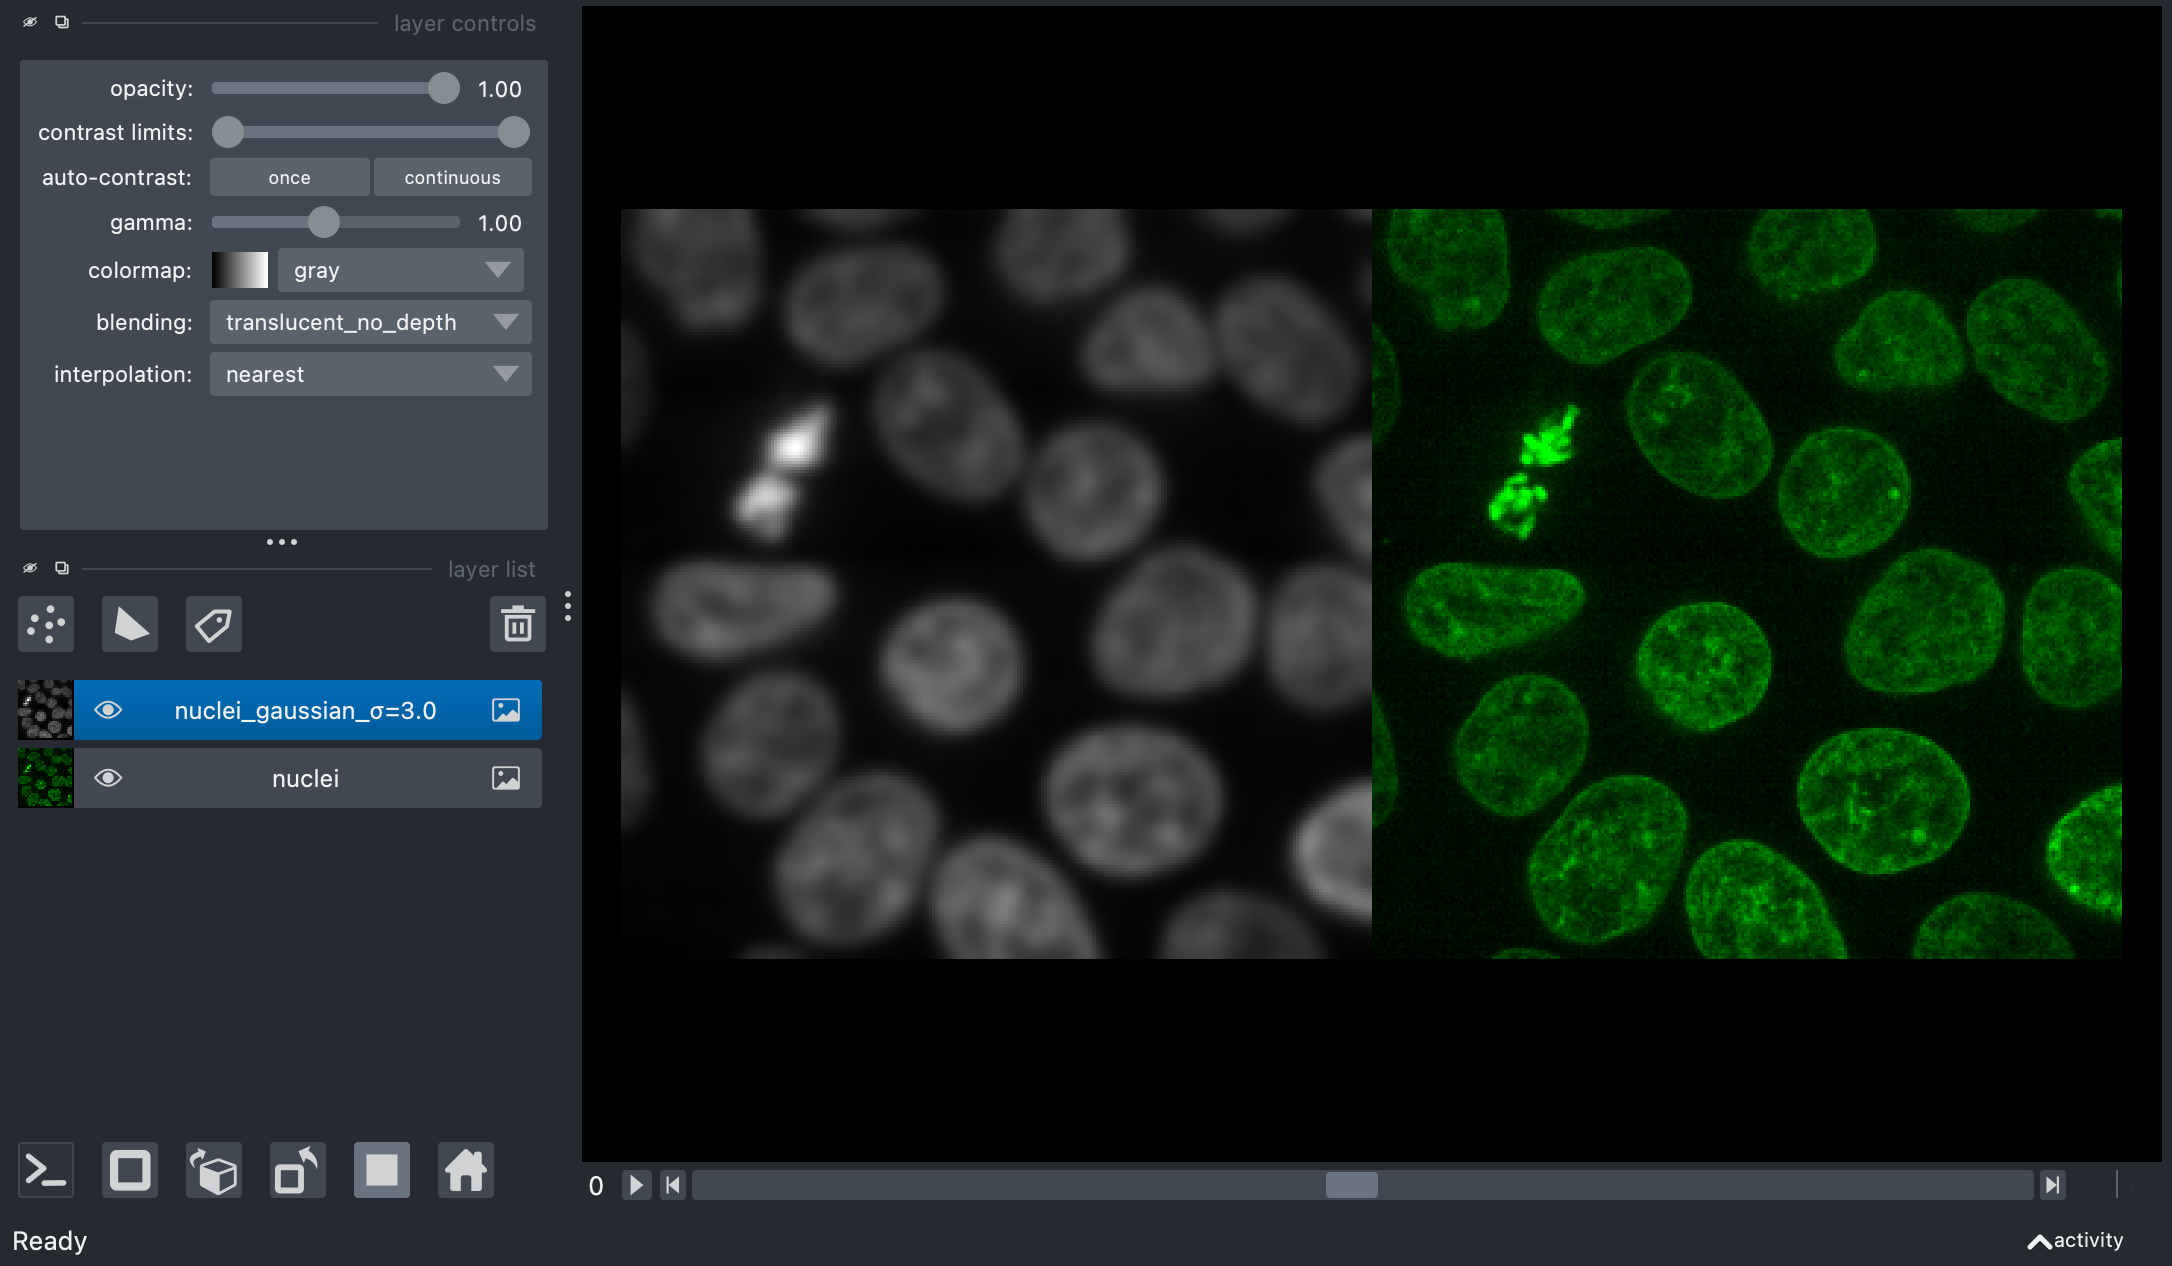 layer controls
opacity: 1.00
contrast limits:
auto-contrast: once continuous
gamma: 1.00
colormap: gray
blending: translucent_no_depth
interpolation: nearest
layer list
nuclei_gaussian_σ=3.0
nuclei
0
Ready
activity